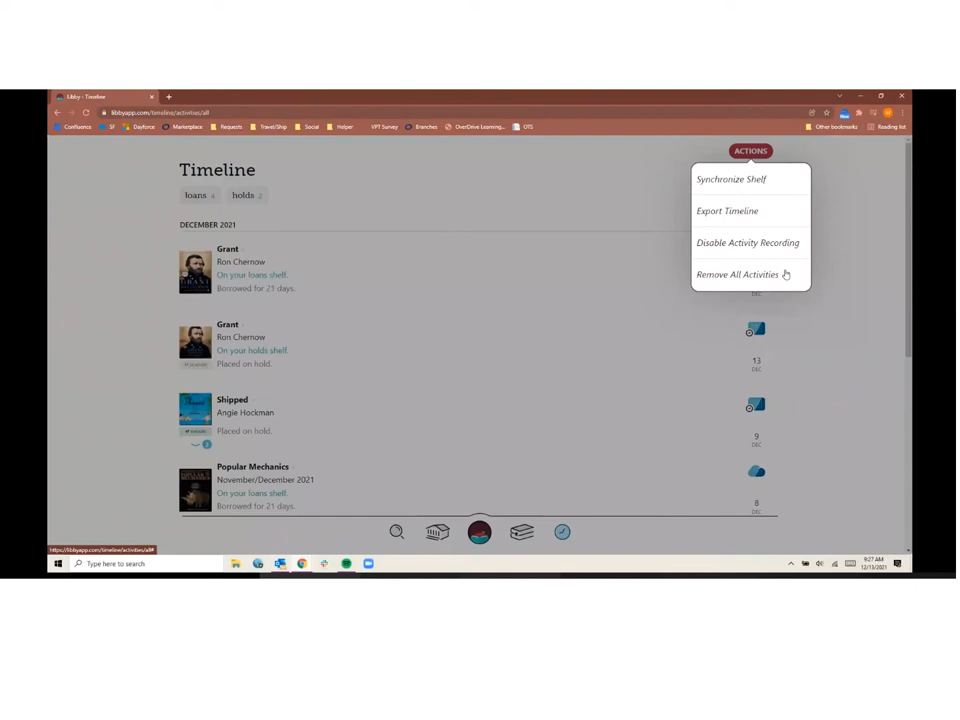 Libby - Timeline
libbyapp.com/timeline/activities/all
Confluence SF Dayforce Marketplace Requests Travel/Ship Social Helper VPT Survey Branches OverDrive Learning... OTS Other bookmarks Reading list
ACTIONS
Timeline
Synchronize Shelf
loans 4 holds 2
Export Timeline
DECEMBER 2021
Disable Activity Recording
Grant
Ron Chernow
On your loans shelf.
Remove All Activities
Borrowed for 21 days.
DEC
Grant
Ron Chernow
On your holds shelf.
Placed on hold.
13
DEC
Shipped
Angie Hockman
Placed on hold.
9
DEC
2
Popular Mechanics
November/December 2021
On your loans shelf.
Borrowed for 21 days.
8
DEC
https://libbyapp.com/timeline/activities/all#
Type here to search
9:27 AM
12/13/2021